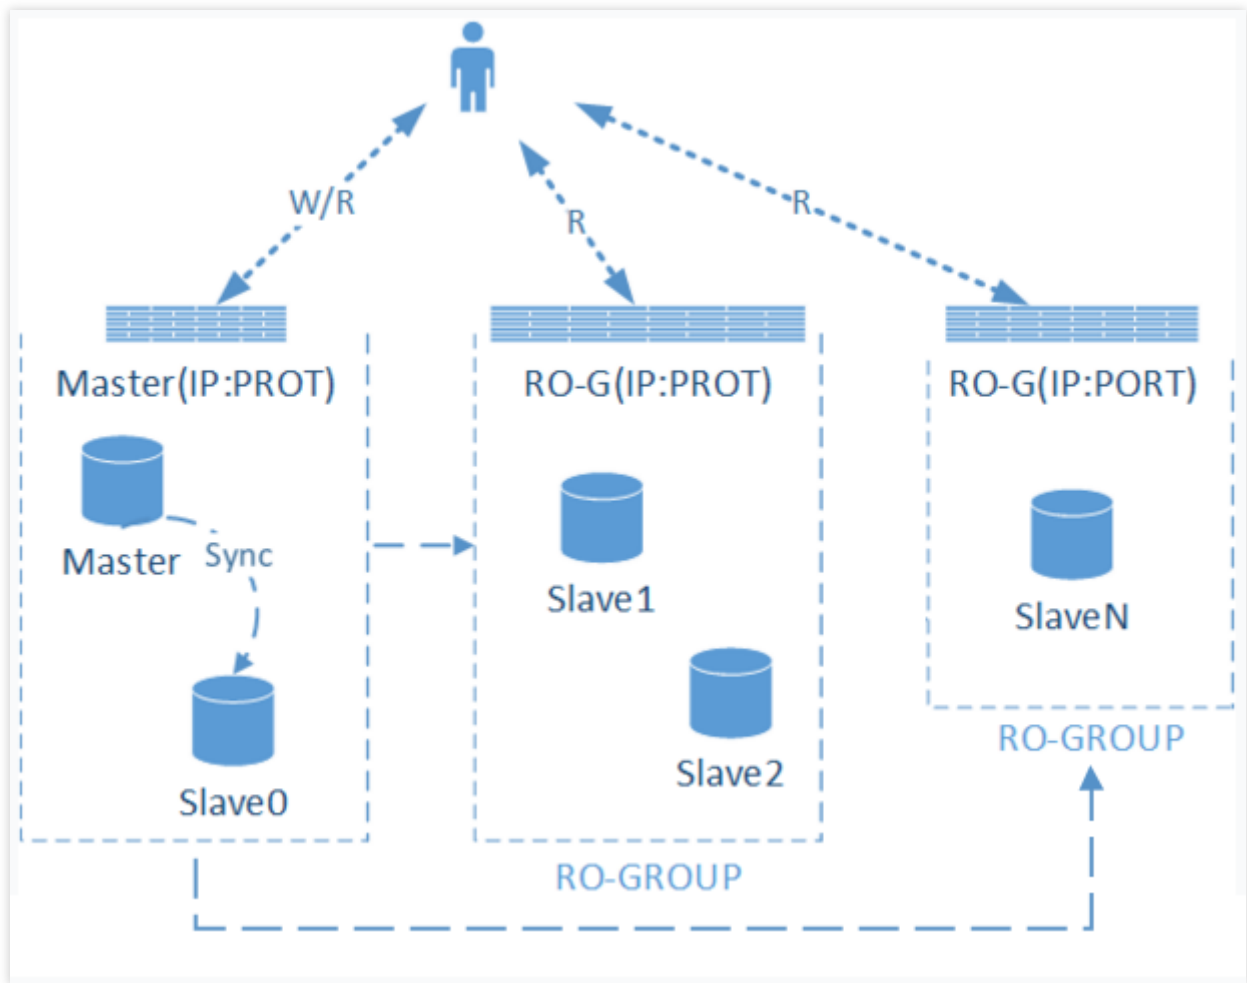 W/R
R
R
Master(IP:PROT)
RO-G(IP:PROT)
RO-G(IP:PORT)
Master
Sync
Slave0
Slave1
Slave2
RO-GROUP
SlaveN
RO-GROUP